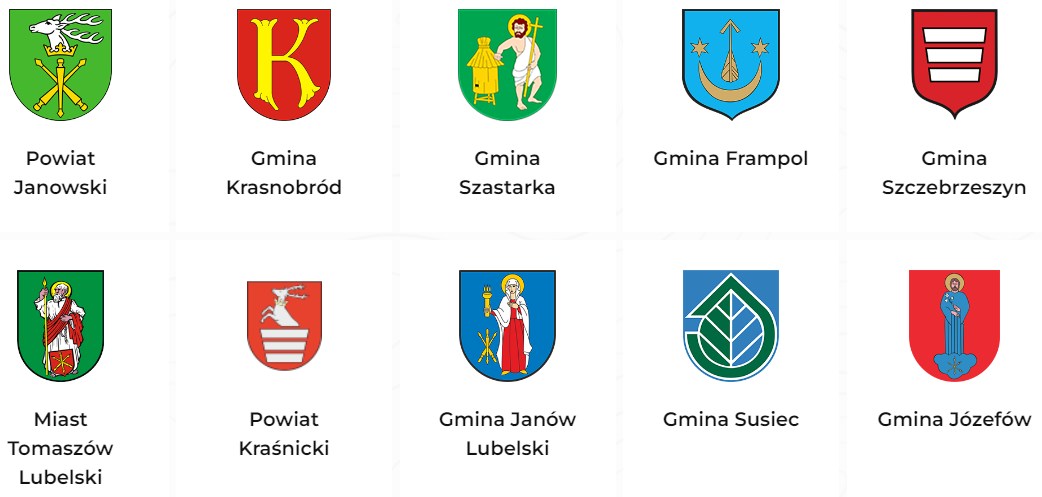 Powiat
Janowski
Gmina
Krasnobród
Gmina
Szastarka
Gmina Frampol
Gmina
Szczebrzeszyn
Miast
Tomaszów
Lubelski
Powiat
Kraśnicki
Gmina Janów
Lubelski
Gmina Susiec
Gmina Józefów